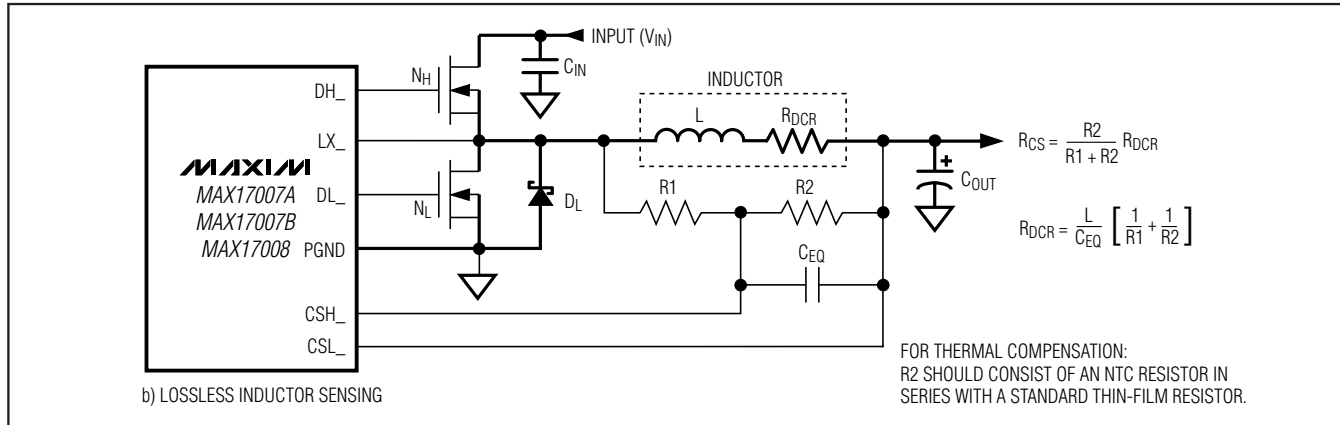 INPUT (VIN)
CIN
NH
DH_
LX_
MAXIM
MAX17007A
MAX17007B
MAX17008
DL_
NL
PGND
DL
INDUCTOR
L
RDCR
R1
R2
CEQ
COUT
+
CSH_
CSL_
RCS = R2 / (R1 + R2) RDCR
RDCR = L / CEQ [ 1 / R1 + 1 / R2 ]
FOR THERMAL COMPENSATION:
R2 SHOULD CONSIST OF AN NTC RESISTOR IN
SERIES WITH A STANDARD THIN-FILM RESISTOR.
b) LOSSLESS INDUCTOR SENSING